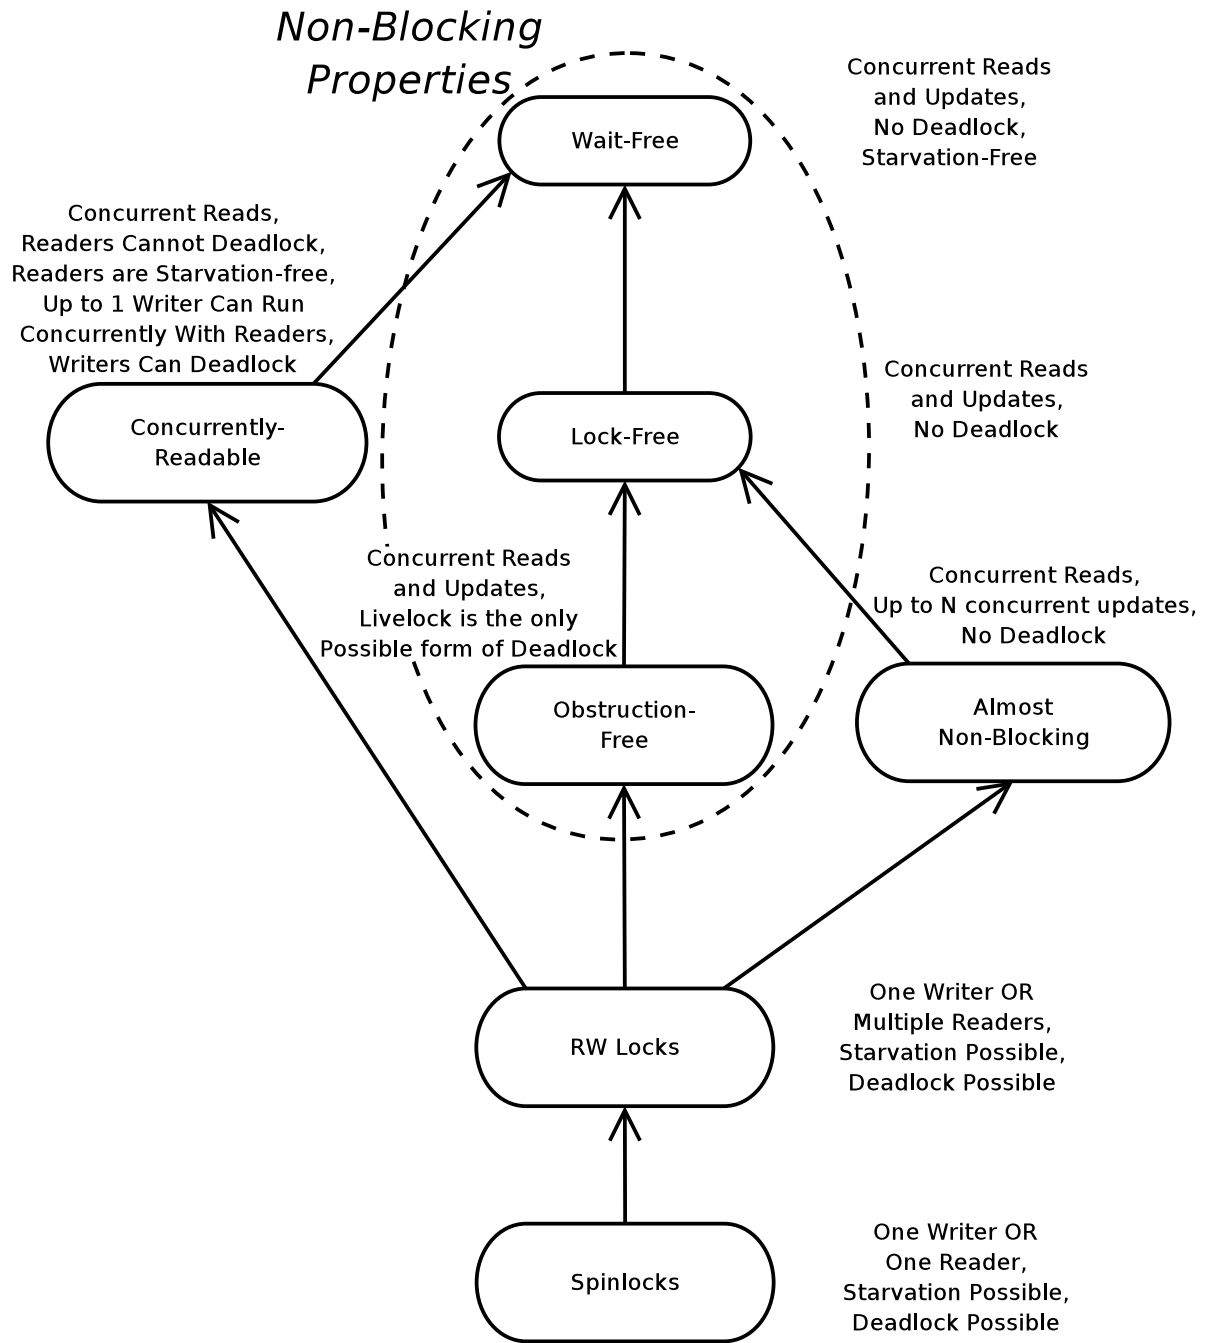 Non-Blocking
Properties
Concurrent Reads
and Updates,
No Deadlock,
Starvation-Free
Wait-Free
Concurrent Reads,
Readers Cannot Deadlock,
Readers are Starvation-free,
Up to 1 Writer Can Run
Concurrently With Readers,
Writers Can Deadlock
Concurrently-
Readable
Lock-Free
Concurrent Reads
and Updates,
No Deadlock
Concurrent Reads
and Updates,
Livelock is the only
Possible form of Deadlock
Concurrent Reads,
Up to N concurrent updates,
No Deadlock
Obstruction-
Free
Almost
Non-Blocking
RW Locks
One Writer OR
Multiple Readers,
Starvation Possible,
Deadlock Possible
Spinlocks
One Writer OR
One Reader,
Starvation Possible,
Deadlock Possible